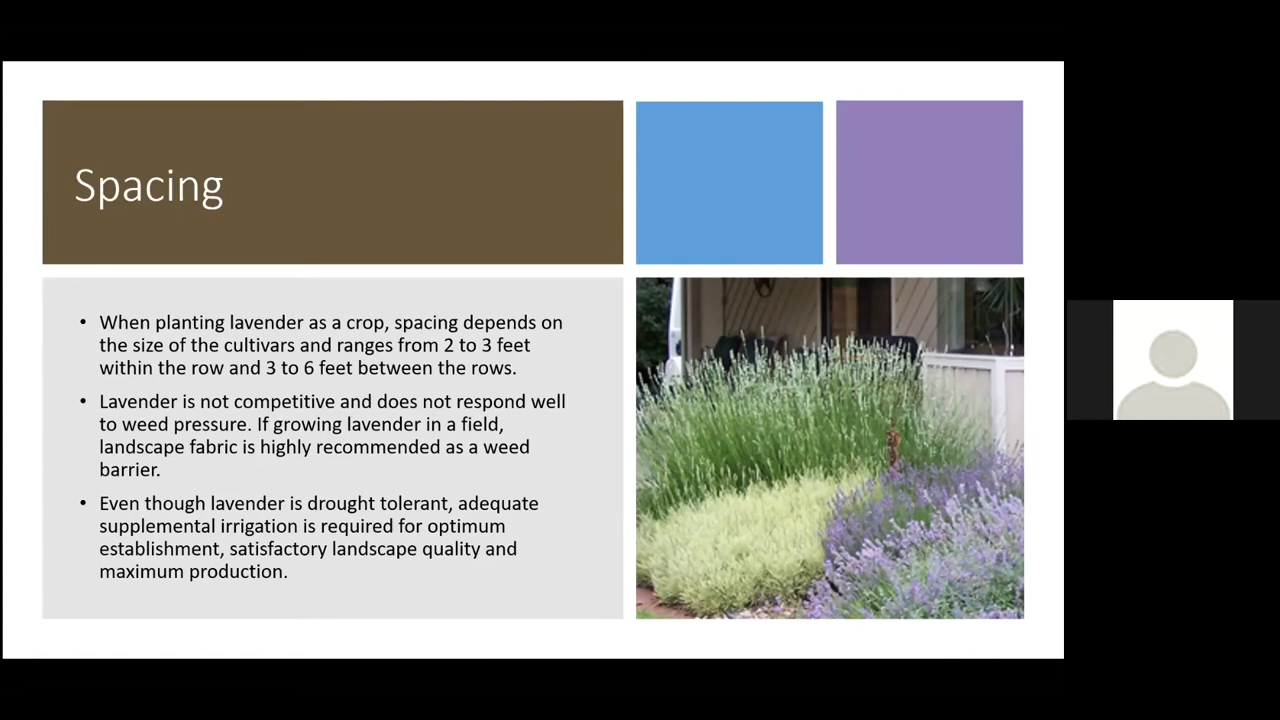 Spacing
• When planting lavender as a crop, spacing depends on
the size of the cultivars and ranges from 2 to 3 feet
within the row and 3 to 6 feet between the rows.
• Lavender is not competitive and does not respond well
to weed pressure. If growing lavender in a field,
landscape fabric is highly recommended as a weed
barrier.
• Even though lavender is drought tolerant, adequate
supplemental irrigation is required for optimum
establishment, satisfactory landscape quality and
maximum production.